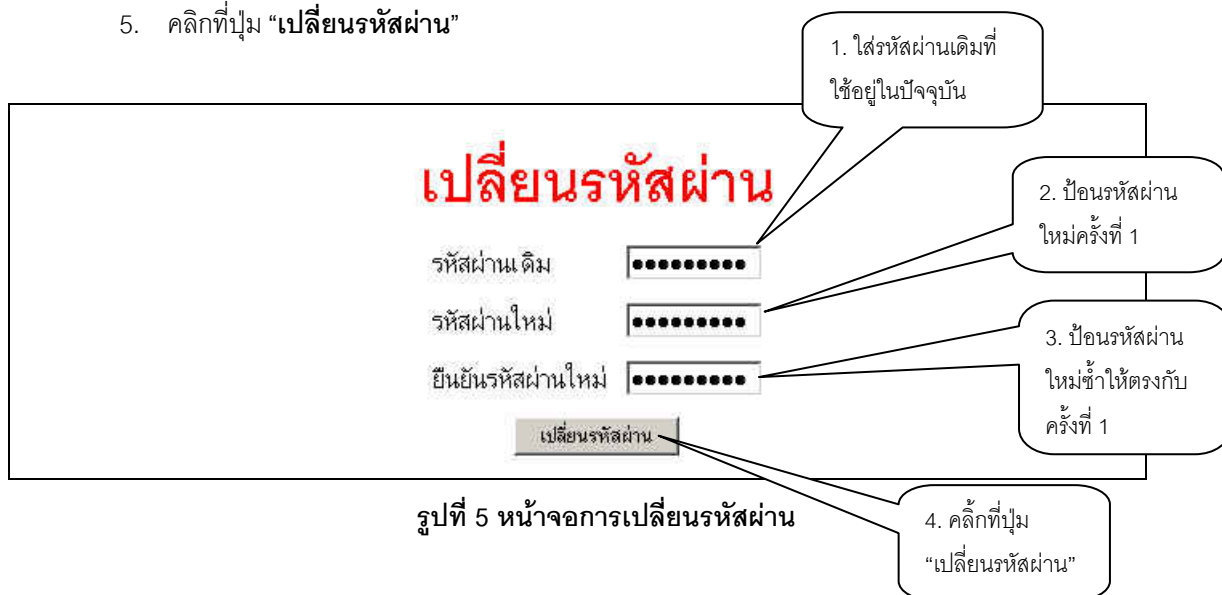 5. คลิกที่ปุ่ม “เปลี่ยนรหัสผ่าน”
1. ใส่รหัสผ่านเดิมที่
ใช้อยู่ในปัจจุบัน
เปลี่ยนรหัสผ่าน
2. ป้อนรหัสผ่าน
ใหม่ครั้งที่ 1
รหัสผ่านเดิม
รหัสผ่านใหม่
3. ป้อนรหัสผ่าน
ใหม่ซ้ำให้ตรงกับ
ครั้งที่ 1
ยืนยันรหัสผ่านใหม่
เปลี่ยนรหัสผ่าน
รูปที่ 5 หน้าจอการเปลี่ยนรหัสผ่าน
4. คลิ้กที่ปุ่ม
“เปลี่ยนรหัสผ่าน”